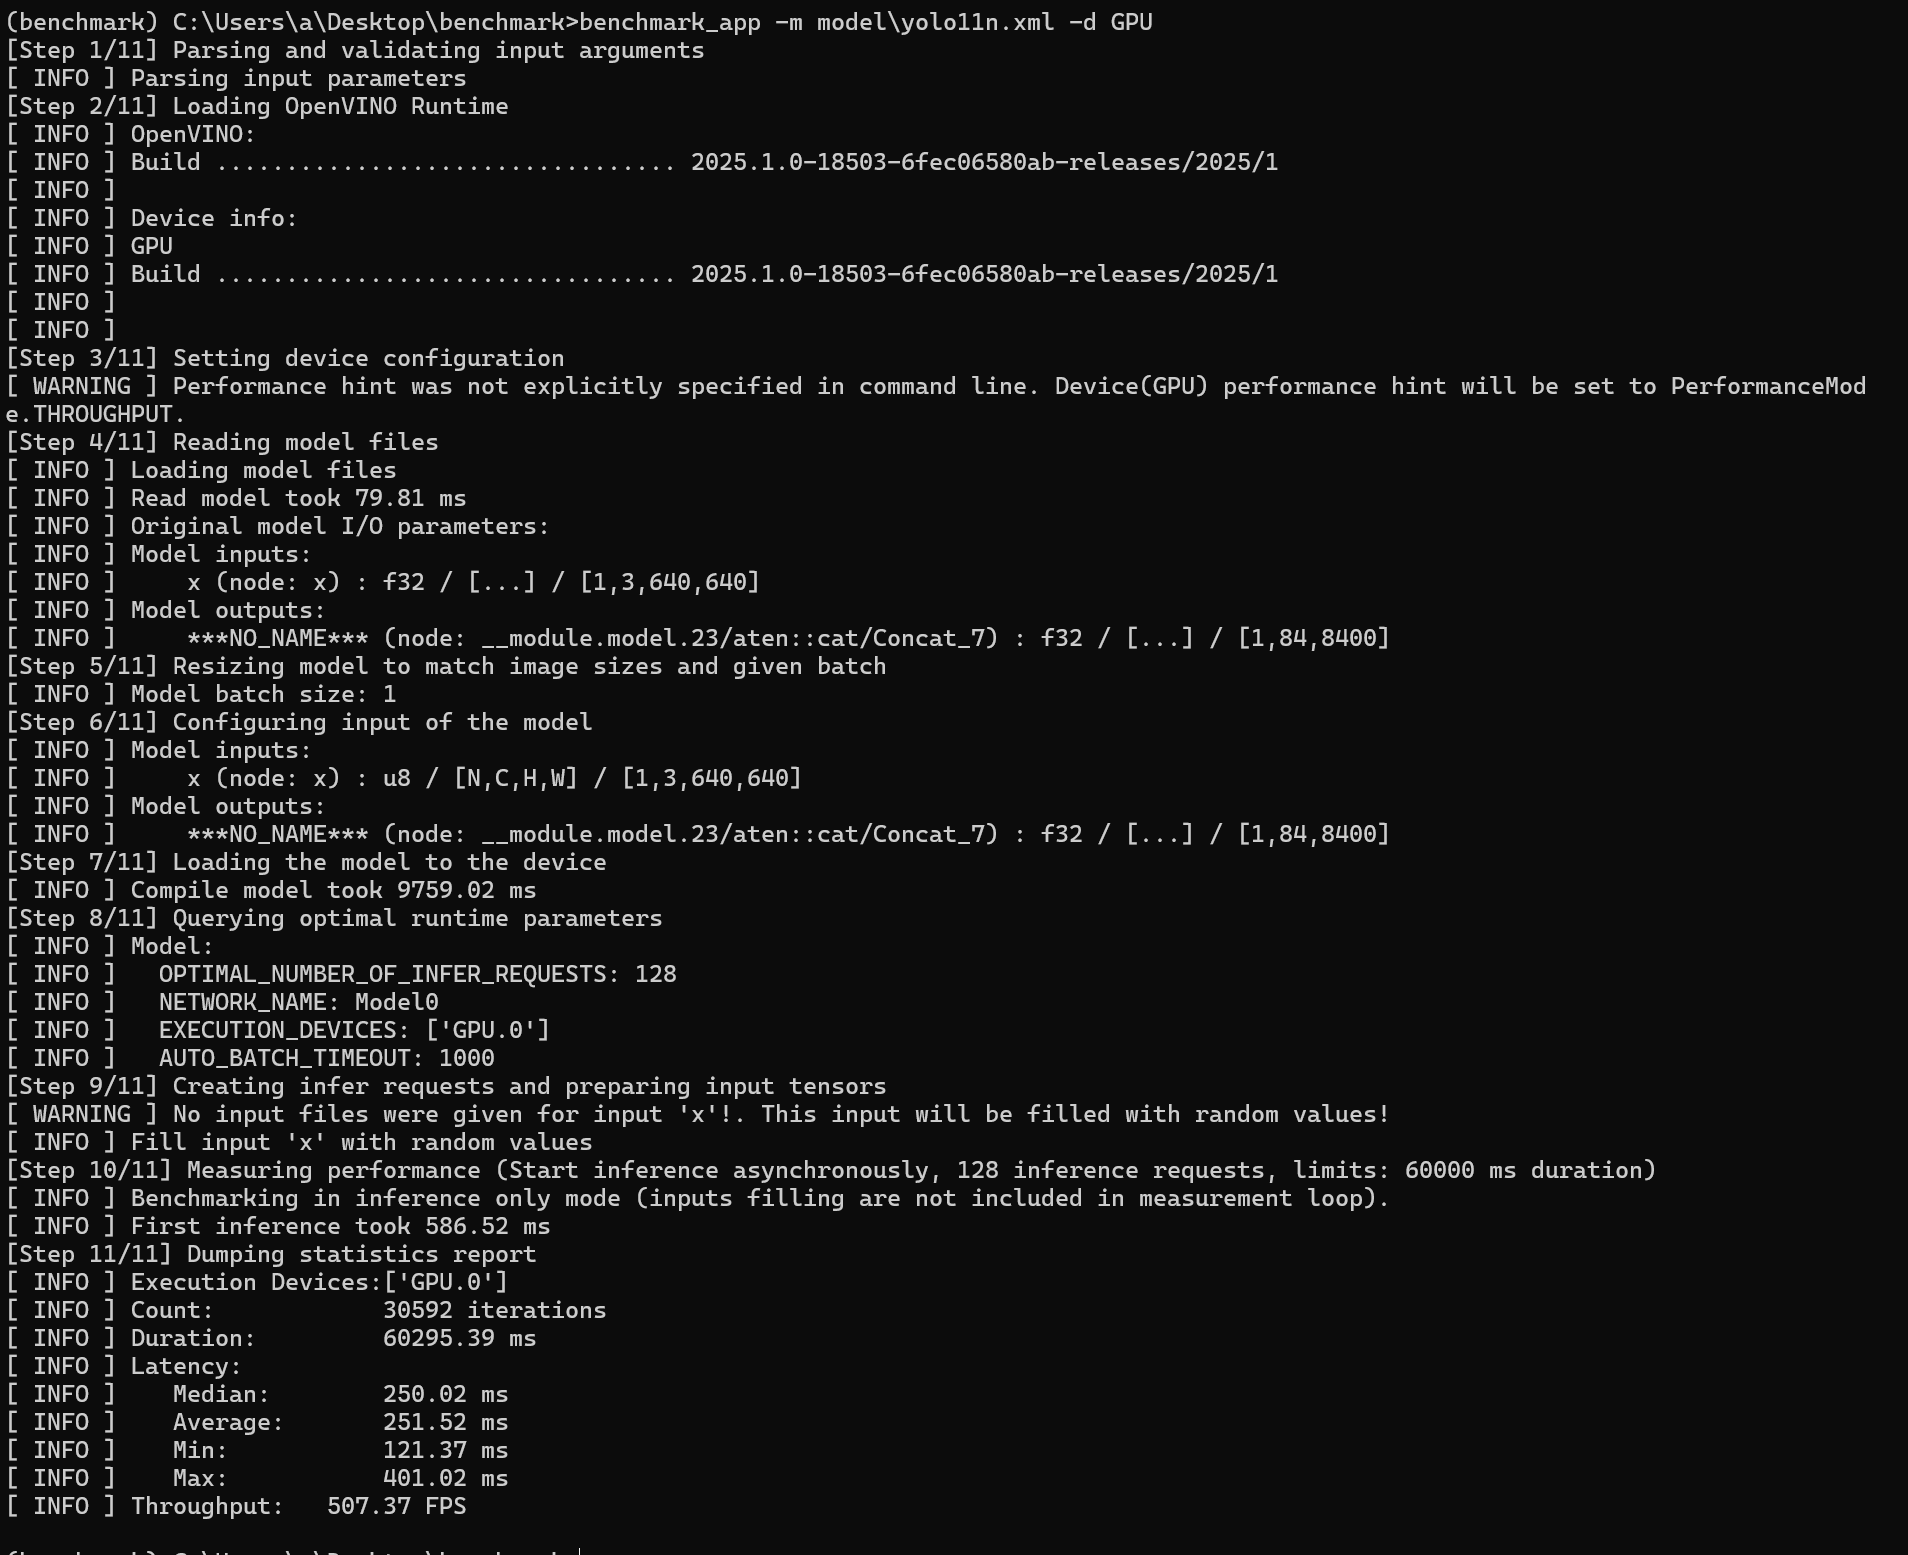 (benchmark) C:\Users\a\Desktop\benchmark>benchmark_app -m model\yolo11n.xml -d GPU
[Step 1/11] Parsing and validating input arguments
[ INFO ] Parsing input parameters
[Step 2/11] Loading OpenVINO Runtime
[ INFO ] OpenVINO:
[ INFO ] Build ................................. 2025.1.0-18503-6fec06580ab-releases/2025/1
[ INFO ]
[ INFO ] Device info:
[ INFO ] GPU
[ INFO ] Build ................................. 2025.1.0-18503-6fec06580ab-releases/2025/1
[ INFO ]
[ INFO ]
[Step 3/11] Setting device configuration
[ WARNING ] Performance hint was not explicitly specified in command line. Device(GPU) performance hint will be set to PerformanceMod
e.THROUGHPUT.
[Step 4/11] Reading model files
[ INFO ] Loading model files
[ INFO ] Read model took 79.81 ms
[ INFO ] Original model I/O parameters:
[ INFO ] Model inputs:
[ INFO ]     x (node: x) : f32 / [...] / [1,3,640,640]
[ INFO ] Model outputs:
[ INFO ]     ***NO_NAME*** (node: __module.model.23/aten::cat/Concat_7) : f32 / [...] / [1,84,8400]
[Step 5/11] Resizing model to match image sizes and given batch
[ INFO ] Model batch size: 1
[Step 6/11] Configuring input of the model
[ INFO ] Model inputs:
[ INFO ]     x (node: x) : u8 / [N,C,H,W] / [1,3,640,640]
[ INFO ] Model outputs:
[ INFO ]     ***NO_NAME*** (node: __module.model.23/aten::cat/Concat_7) : f32 / [...] / [1,84,8400]
[Step 7/11] Loading the model to the device
[ INFO ] Compile model took 9759.02 ms
[Step 8/11] Querying optimal runtime parameters
[ INFO ] Model:
[ INFO ]   OPTIMAL_NUMBER_OF_INFER_REQUESTS: 128
[ INFO ]   NETWORK_NAME: Model0
[ INFO ]   EXECUTION_DEVICES: ['GPU.0']
[ INFO ]   AUTO_BATCH_TIMEOUT: 1000
[Step 9/11] Creating infer requests and preparing input tensors
[ WARNING ] No input files were given for input 'x'!. This input will be filled with random values!
[ INFO ] Fill input 'x' with random values
[Step 10/11] Measuring performance (Start inference asynchronously, 128 inference requests, limits: 60000 ms duration)
[ INFO ] Benchmarking in inference only mode (inputs filling are not included in measurement loop).
[ INFO ] First inference took 586.52 ms
[Step 11/11] Dumping statistics report
[ INFO ] Execution Devices:['GPU.0']
[ INFO ] Count:            30592 iterations
[ INFO ] Duration:         60295.39 ms
[ INFO ] Latency:
[ INFO ]    Median:        250.02 ms
[ INFO ]    Average:       251.52 ms
[ INFO ]    Min:           121.37 ms
[ INFO ]    Max:           401.02 ms
[ INFO ] Throughput:   507.37 FPS